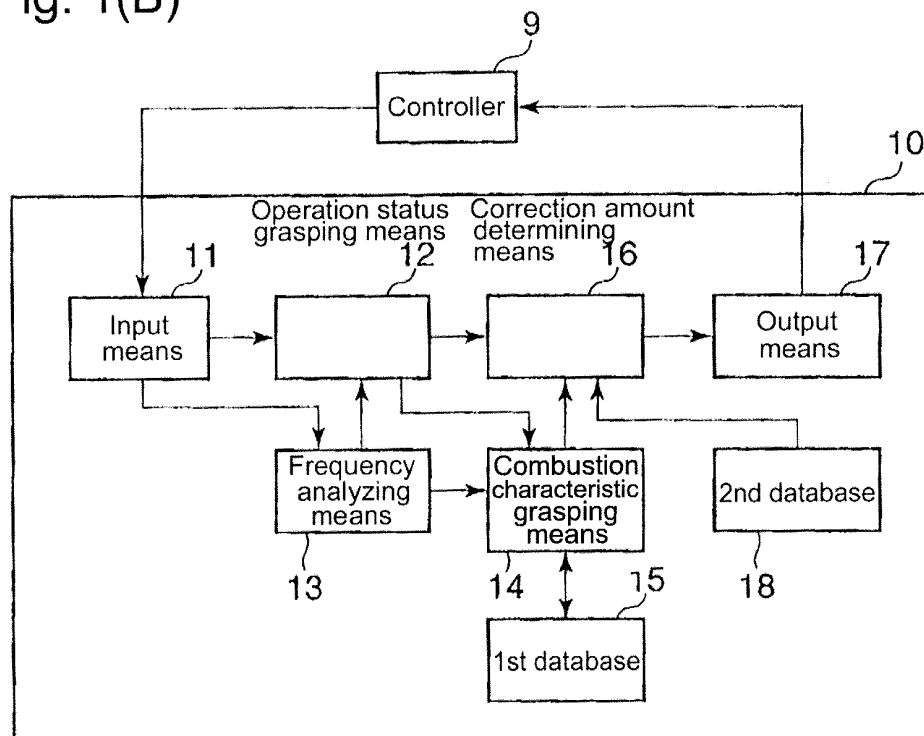 ig. 1(B)
9
Controller
10
Operation status
grasping means
Correction amount
determining
means
11
12
16
17
Input
means
Output
means
Frequency
analyzing
means
Combustion
characteristic
grasping
means
2nd database
13
14
15
18
1st database